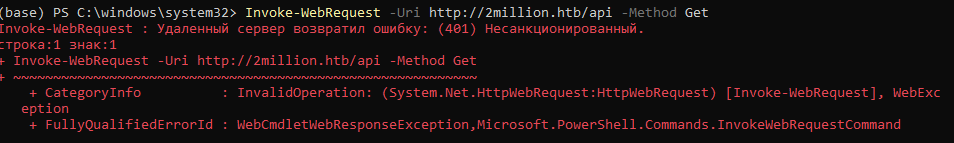 (base) PS C:\windows\system32> Invoke-WebRequest -Uri http://2million.htb/api -Method Get
Invoke-WebRequest : Удаленный сервер возвратил ошибку: (401) Несанкционированный.
строка:1 знак:1
+ Invoke-WebRequest -Uri http://2million.htb/api -Method Get
+ ~~~~~~~~~~~~~~~~~~~~~~~~~~~~~~~~~~~~~~~~~~~~~~~~~~~~~~~~~~
    + CategoryInfo          : InvalidOperation: (System.Net.HttpWebRequest:HttpWebRequest) [Invoke-WebRequest], WebExc
   eption
    + FullyQualifiedErrorId : WebCmdletWebResponseException,Microsoft.PowerShell.Commands.InvokeWebRequestCommand